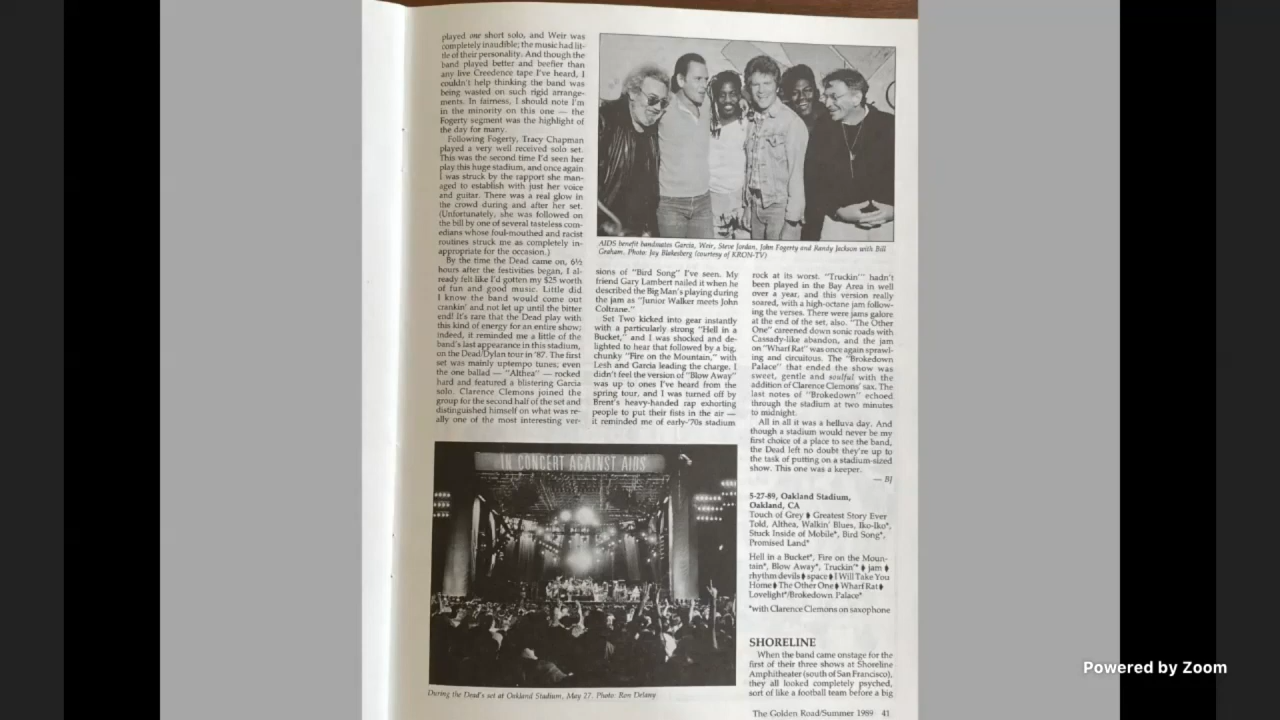 played one short solo, and Weir was
completely inaudible; the music had lit-
tle of their personality. And though the
band played better and beefier than
any live Creedence tape I've heard, I
couldn't help thinking the band was
being wasted on such rigid arrange-
ments. In fairness, I should note I'm
in the minority on this one — the
Fogerty segment was the highlight of
the day for many.
Following Fogerty, Tracy Chapman
played a very well received solo set.
This was the second time I'd seen her
play this huge stadium, and once again
I was struck by the rapport she man-
aged to establish with just her voice
and guitar. There was a real glow in
the crowd during and after her set.
(Unfortunately, she was followed on
the bill by one of several tasteless com-
edians whose foul-mouthed and racist
routines struck me as completely in-
appropriate for the occasion.)
By the time the Dead came on, 6½
hours after the festivities began, I al-
ready felt like I'd gotten my $25 worth
of fun and good music. Little did
I know the band would come out
crankin' and not let up until the bitter
end! It's rare that the Dead play with
this kind of energy for an entire show;
indeed, it reminded me a little of the
band's last appearance in this stadium,
on the Dead/Dylan tour in '87. The first
set was mainly uptempo tunes; even
the one ballad — "Althea" — rocked
hard and featured a blistering Garcia
solo. Clarence Clemons joined the
group for the second half of the set and
distinguished himself on what was re-
ally one of the most interesting ver-
AIDS benefit bandmates Garcia, Weir, Steve Jordan, John Fogerty and Randy Jackson with Bill
Graham. Photo: Jay Blakesberg (courtesy of KRON-TV)
sions of "Bird Song" I've seen. My
friend Gary Lambert nailed it when he
described the Big Man's playing during
the jam as "Junior Walker meets John
Coltrane."
Set Two kicked into gear instantly
with a particularly strong "Hell in a
Bucket," and I was shocked and de-
lighted to hear that followed by a big,
chunky "Fire on the Mountain," with
Lesh and Garcia leading the charge. I
didn't feel the version of "Blow Away"
was up to ones I've heard from the
spring tour, and I was turned off by
Brent's heavy-handed rap exhorting
people to put their fists in the air —
it reminded me of early-'70s stadium
rock at its worst. "Truckin'" hadn't
been played in the Bay Area in well
over a year, and this version really
soared, with a high-octane jam follow-
ing the verses. There were jams galore
at the end of the set, also. "The Other
One" careened down sonic roads with
Cassady-like abandon, and the jam
on "Wharf Rat" was once again sprawl-
ing and circuitous. The "Brokedown
Palace" that ended the show was
sweet, gentle and soulful with the
addition of Clarence Clemons' sax. The
last notes of "Brokedown" echoed
through the stadium at two minutes
to midnight.
All in all it was a helluva day. And
though a stadium would never be my
first choice of a place to see the band,
the Dead left no doubt they're up to
the task of putting on a stadium-sized
show. This one was a keeper.
— BJ
IN CONCERT AGAINST AIDS
During the Dead's set at Oakland Stadium, May 27. Photo: Ron Delany
5-27-89, Oakland Stadium,
Oakland, CA
Touch of Grey ♦ Greatest Story Ever
Told, Althea, Walkin' Blues, Iko-Iko*,
Stuck Inside of Mobile*, Bird Song*,
Promised Land*
Hell in a Bucket*, Fire on the Moun-
tain*, Blow Away*, Truckin'* ♦ jam ♦
rhythm devils ♦ space ♦ I Will Take You
Home ♦ The Other One ♦ Wharf Rat ♦
Lovelight*/Brokedown Palace*
*with Clarence Clemons on saxophone
SHORELINE
When the band came onstage for the
first of their three shows at Shoreline
Amphitheater (south of San Francisco),
they all looked completely psyched,
sort of like a football team before a big
The Golden Road/Summer 1989 41
Powered by Zoom